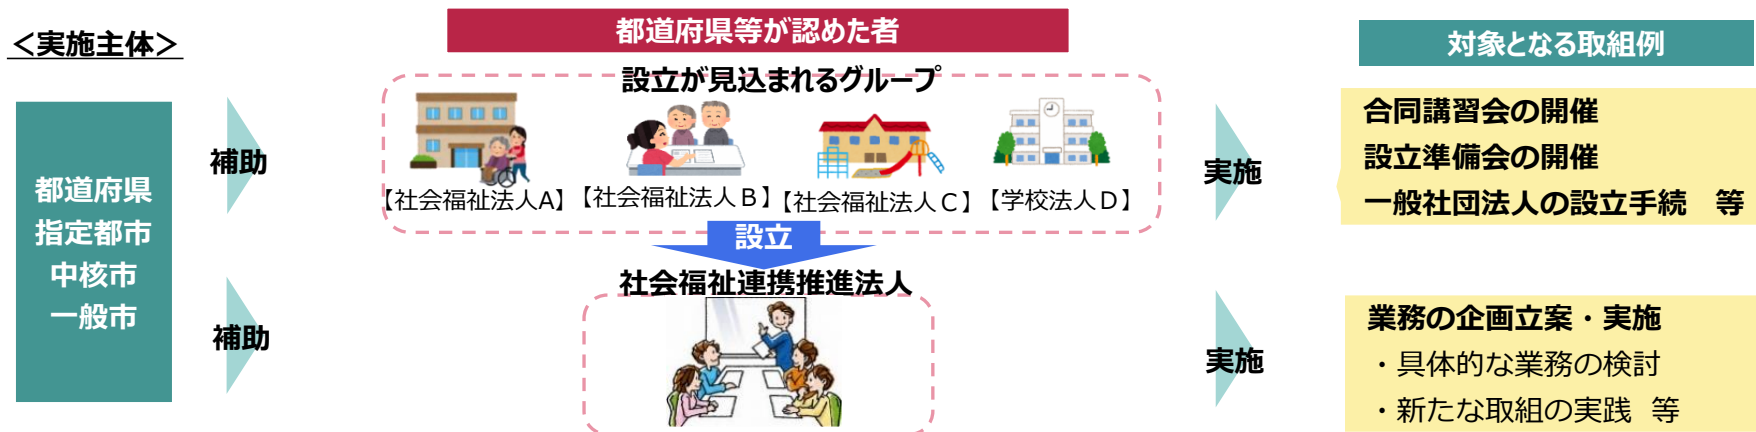 ＜実施主体＞
都道府県等が認めた者
対象となる取組例
設立が見込まれるグループ
都道府県
指定都市
中核市
一般市
補助
【社会福祉法人A】
【社会福祉法人Ｂ】
【社会福祉法人Ｃ】
【学校法人Ｄ】
実施
合同講習会の開催
設立準備会の開催
一般社団法人の設立手続　等
設立
社会福祉連携推進法人
補助
実施
業務の企画立案・実施
・具体的な業務の検討
・新たな取組の実践　等